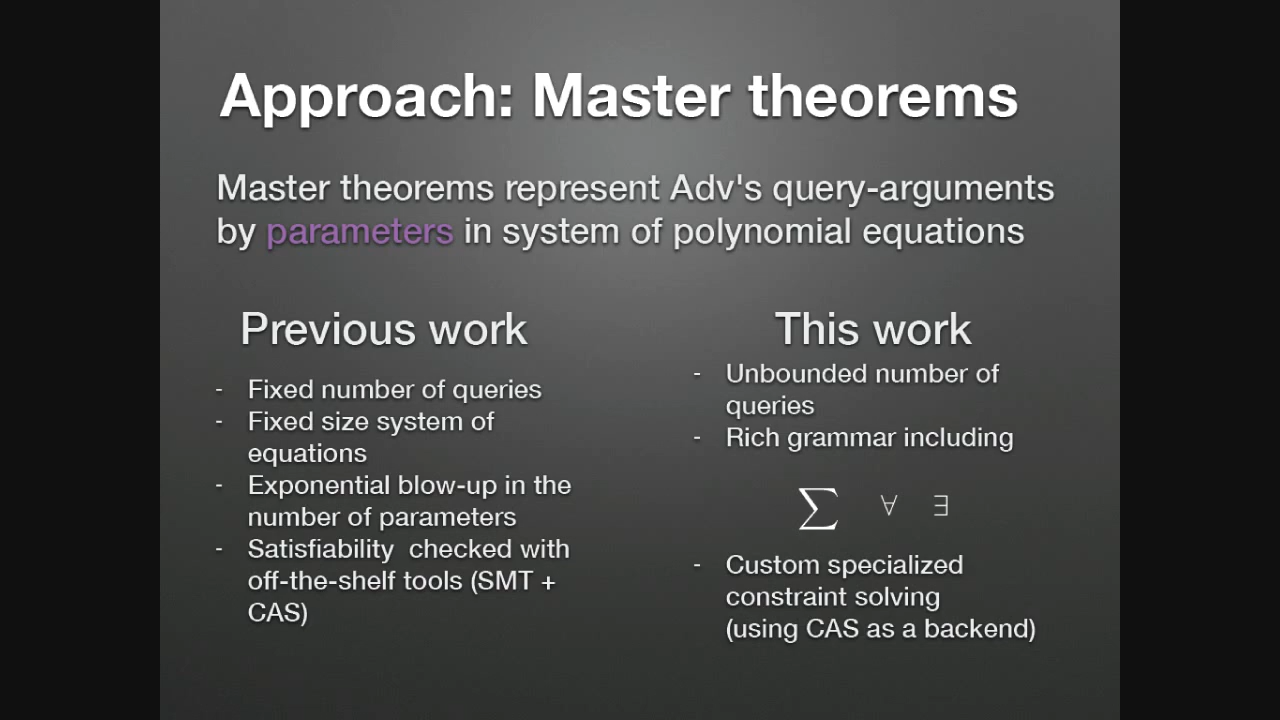 Approach: Master theorems
Master theorems represent Adv's query-arguments
by parameters in system of polynomial equations
Previous work
- Fixed number of queries
- Fixed size system of
equations
- Exponential blow-up in the
number of parameters
- Satisfiability checked with
off-the-shelf tools (SMT +
CAS)
This work
- Unbounded number of
queries
- Rich grammar including
∑ ∀ ∃
- Custom specialized
constraint solving
(using CAS as a backend)